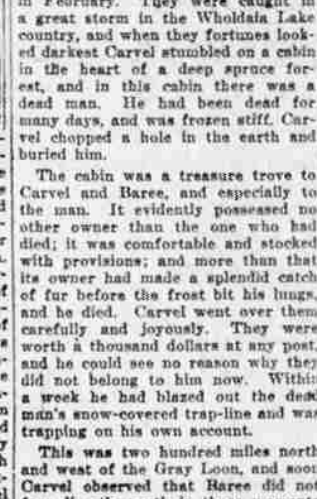 in February. They were caught in
a great storm in the Wholdaia Lake
country, and when they fortunes look-
ed darkest Carvel stumbled on a cabin
in the heart of a deep spruce for-
est, and in this cabin there was a
dead man. He had been dead for
many days, and was frozen stiff. Car-
vel chopped a hole in the earth and
buried him.
The cabin was a treasure trove to
Carvel and Baree, and especially to
the man. It evidently possessed no
other owner than the one who had
died; it was comfortable and stocked
with provisions; and more than that
its owner had made a splendid catch
of fur before the frost bit his lungs,
and he died. Carvel went over them
carefully and joyously. They were
worth a thousand dollars at any post,
and he could see no reason why they
did not belong to him now. Within
a week he had blazed out the dead
man's snow-covered trap-line and was
trapping on his own account.
This was two hundred miles north
and west of the Gray Loon, and soon
Carvel observed that Baree did not